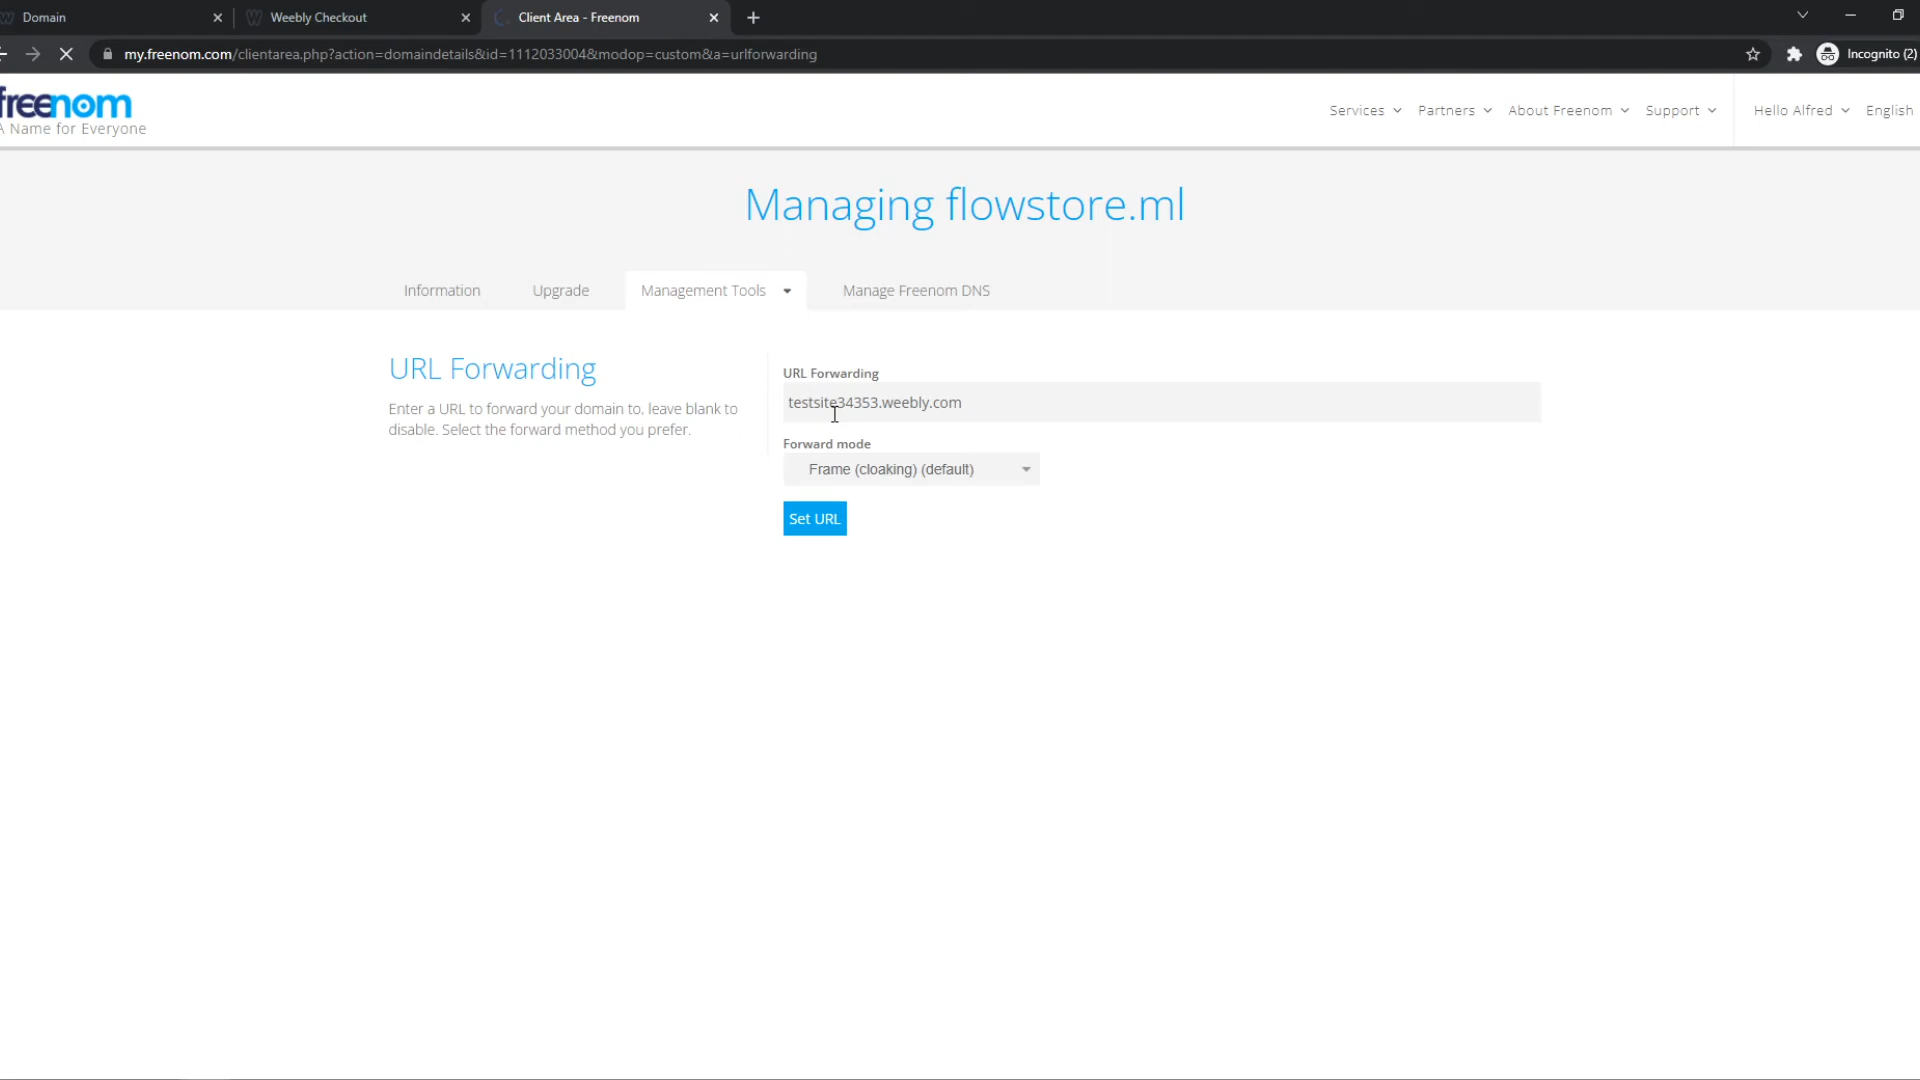 Domain
Weebly Checkout
Client Area - Freenom
my.freenom.com/clientarea.php?action=domaindetails&id=1112033004&modop=custom&a=urlforwarding
Incognito (2)
freenom
A Name for Everyone
Services
Partners
About Freenom
Support
Hello Alfred
English
Managing flowstore.ml
Information
Upgrade
Management Tools
Manage Freenom DNS
URL Forwarding
Enter a URL to forward your domain to, leave blank to
disable. Select the forward method you prefer.
URL Forwarding
testsite34353.weebly.com
Forward mode
Frame (cloaking) (default)
Set URL